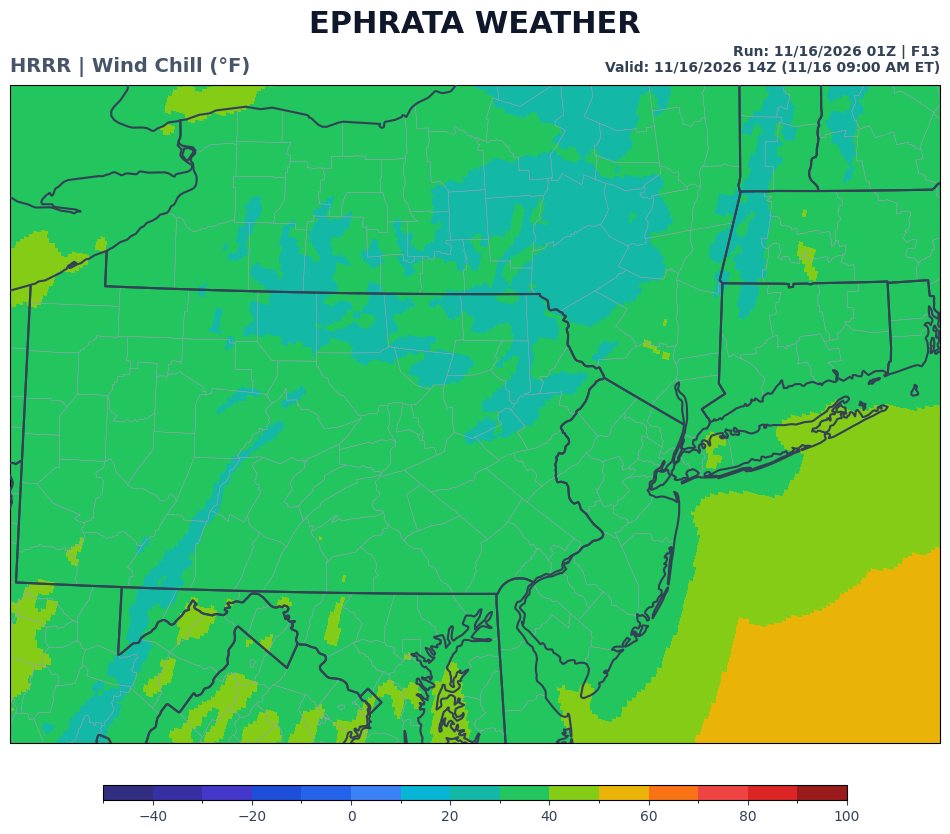 EPHRATA WEATHER
HRRR | Wind Chill (°F)
Run: 11/16/2026 01Z | F13
Valid: 11/16/2026 14Z (11/16 09:00 AM ET)
−40 −20 0 20 40 60 80 100